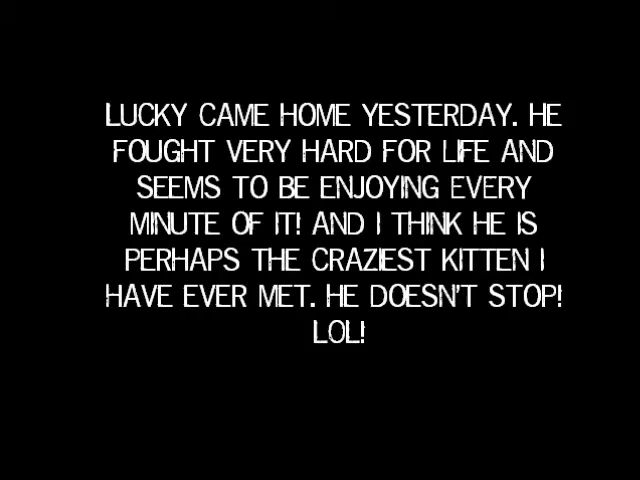 LUCKY CAME HOME YESTERDAY. HE
FOUGHT VERY HARD FOR LIFE AND
SEEMS TO BE ENJOYING EVERY
MINUTE OF IT! AND I THINK HE IS
PERHAPS THE CRAZIEST KITTEN I
HAVE EVER MET. HE DOESN'T STOP!
LOL!